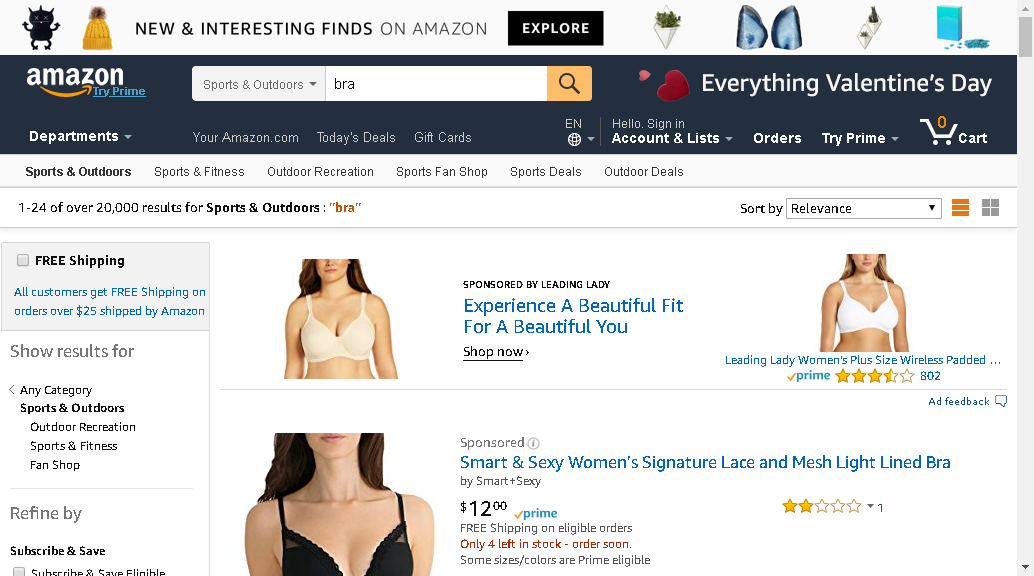 NEW & INTERESTING FINDS ON AMAZON EXPLORE
amazon
Try Prime
Sports & Outdoors bra
Everything Valentine's Day
Departments
Your Amazon.com Today's Deals Gift Cards
EN
Hello. Sign in
Account & Lists
Orders
Try Prime
0
Cart
Sports & Outdoors Sports & Fitness Outdoor Recreation Sports Fan Shop Sports Deals Outdoor Deals
1-24 of over 20,000 results for Sports & Outdoors : "bra"
Sort by Relevance
FREE Shipping
All customers get FREE Shipping on
orders over $25 shipped by Amazon
Show results for
Any Category
Sports & Outdoors
Outdoor Recreation
Sports & Fitness
Fan Shop
Refine by
Subscribe & Save
Subscribe & Save Eligible
SPONSORED BY LEADING LADY
Experience A Beautiful Fit
For A Beautiful You
Shop now ›
Leading Lady Women's Plus Size Wireless Padded ...
prime 802
Ad feedback
Sponsored
Smart & Sexy Women's Signature Lace and Mesh Light Lined Bra
by Smart+Sexy
$12 00 prime
1
FREE Shipping on eligible orders
Only 4 left in stock - order soon.
Some sizes/colors are Prime eligible